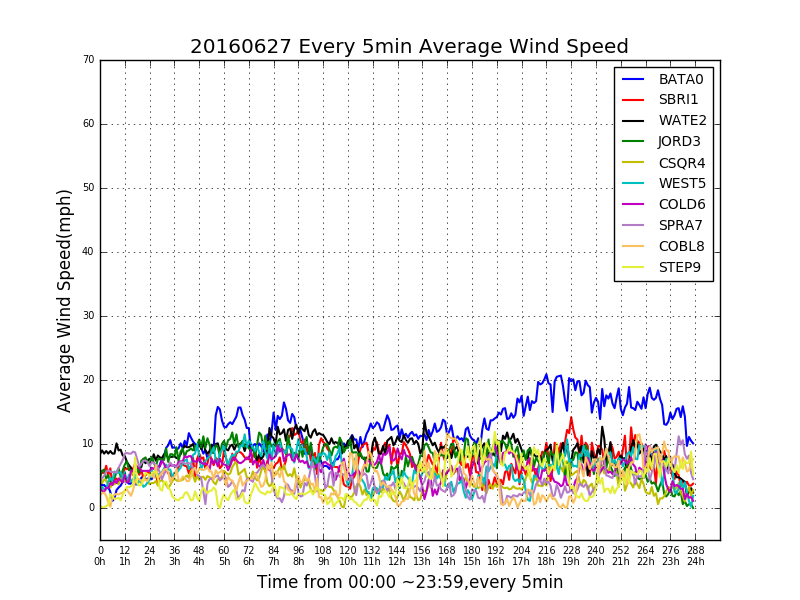 20160627 Every 5min Average Wind Speed
Average Wind Speed(mph)
70
60
50
40
30
20
10
0
BATA0
SBRI1
WATE2
JORD3
CSQR4
WEST5
COLD6
SPRA7
COBL8
STEP9
0 12 24 36 48 60 72 84 96 108 120 132 144 156 168 180 192 204 216 228 240 252 264 276 288
0h 1h 2h 3h 4h 5h 6h 7h 8h 9h 10h 11h 12h 13h 14h 15h 16h 17h 18h 19h 20h 21h 22h 23h 24h
Time from 00:00 ~23:59,every 5min